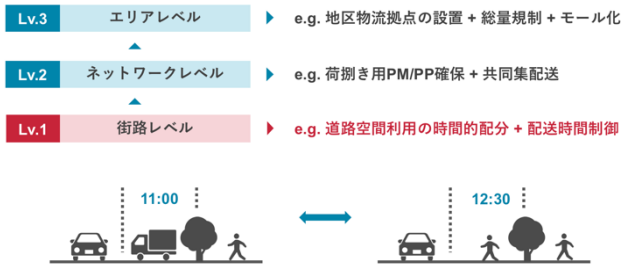 Lv.3 エリアレベル e.g. 地区物流拠点の設置 + 総量規制 + モール化
Lv.2 ネットワークレベル e.g. 荷捌き用PM/PP確保 + 共同集配送
Lv.1 街路レベル e.g. 道路空間利用の時間的配分 + 配送時間制御
11:00 12:30